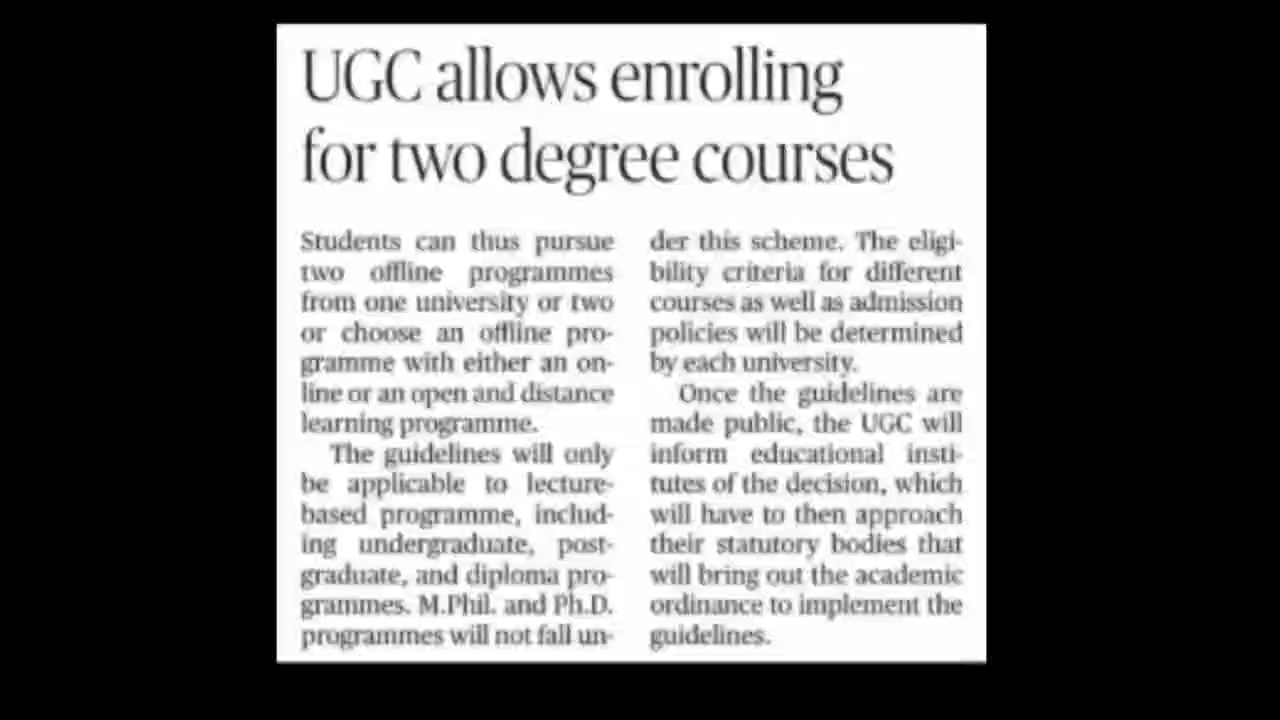 UGC allows enrolling
for two degree courses
Students can thus pursue
two offline programmes
from one university or two
or choose an offline pro-
gramme with either an on-
line or an open and distance
learning programme.
The guidelines will only
be applicable to lecture-
based programme, includ-
ing undergraduate, post-
graduate, and diploma pro-
grammes. M.Phil. and Ph.D.
programmes will not fall un-
der this scheme. The eligi-
bility criteria for different
courses as well as admission
policies will be determined
by each university.
Once the guidelines are
made public, the UGC will
inform educational insti-
tutes of the decision, which
will have to then approach
their statutory bodies that
will bring out the academic
ordinance to implement the
guidelines.